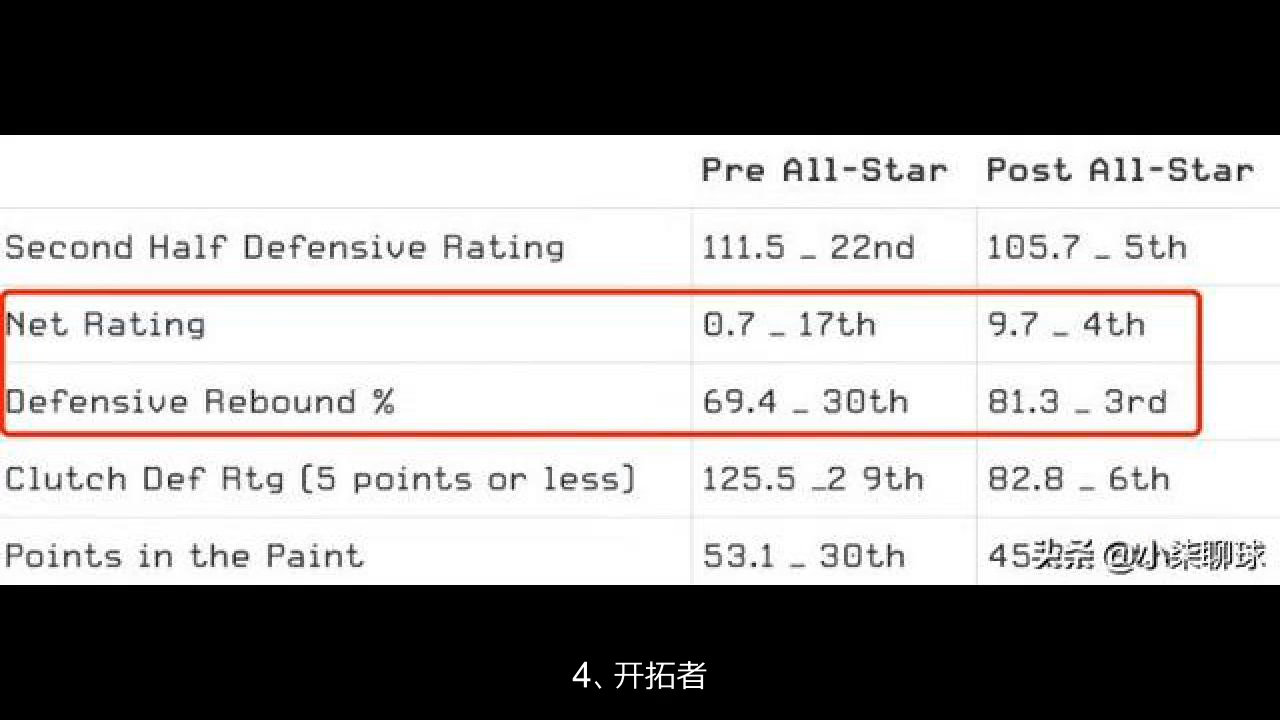 Pre All-Star Post All-Star
Second Half Defensive Rating 111.5 _ 22nd 105.7 _ 5th
Net Rating 0.7 _ 17th 9.7 _ 4th
Defensive Rebound % 69.4 _ 30th 81.3 _ 3rd
Clutch Def Rtg (5 points or less) 125.5 _2 9th 82.8 _ 6th
Points in the Paint 53.1 _ 30th 45
头条 @小柒聊球
4、开拓者